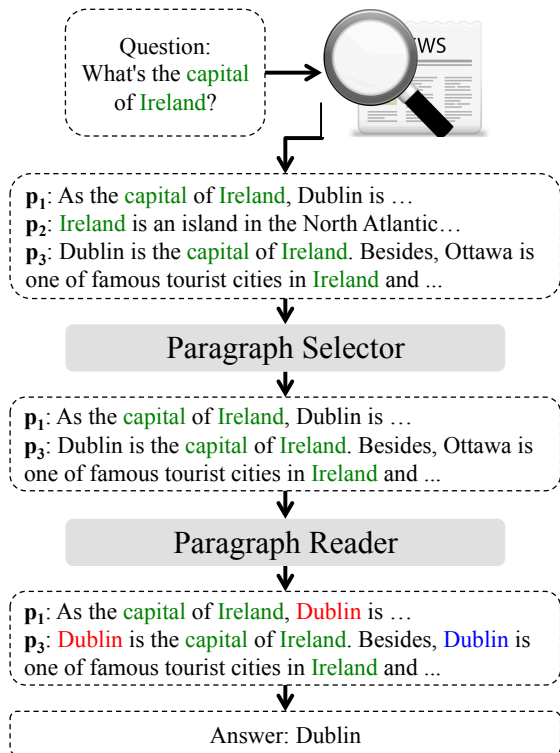 Question:
What's the capital
of Ireland?
WS
p1: As the capital of Ireland, Dublin is …
p2: Ireland is an island in the North Atlantic…
p3: Dublin is the capital of Ireland. Besides, Ottawa is
one of famous tourist cities in Ireland and ...
Paragraph Selector
p1: As the capital of Ireland, Dublin is …
p3: Dublin is the capital of Ireland. Besides, Ottawa is
one of famous tourist cities in Ireland and ...
Paragraph Reader
p1: As the capital of Ireland, Dublin is …
p3: Dublin is the capital of Ireland. Besides, Dublin is
one of famous tourist cities in Ireland and ...
Answer: Dublin